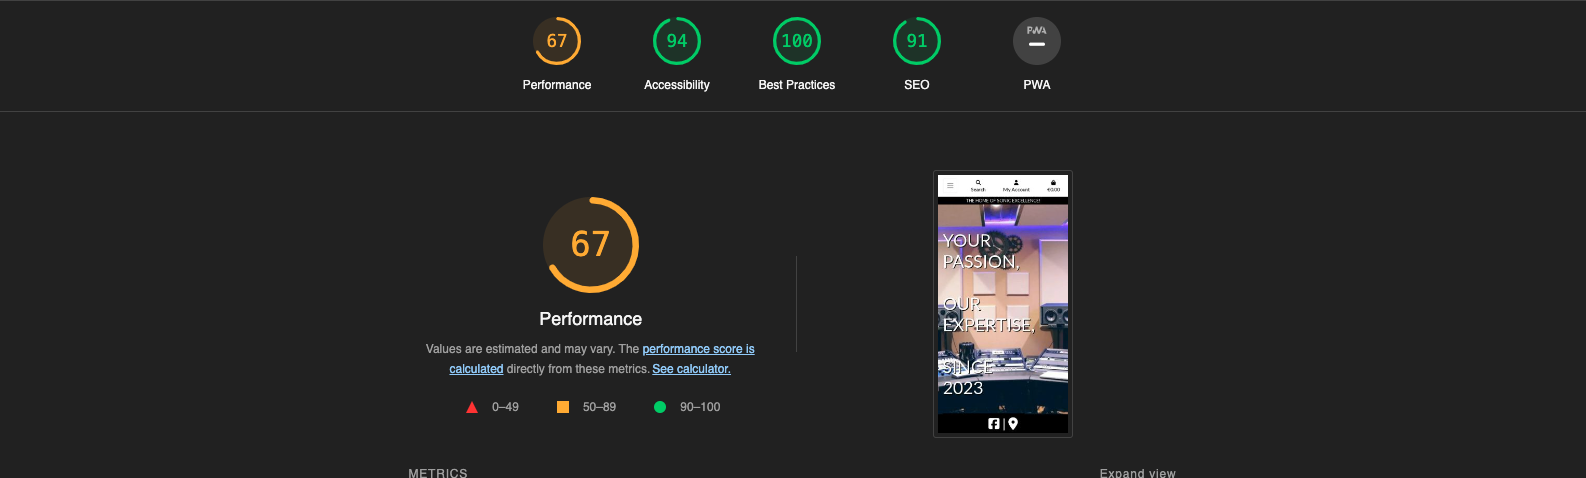 67
94
100
91
PWA
Performance
Accessibility
Best Practices
SEO
PWA
67
Performance
Values are estimated and may vary. The performance score is
calculated directly from these metrics. See calculator.
0–49
50–89
90–100
Search
My Account
€0.00
THE HOME OF SONIC EXCELLENCE!
YOUR
PASSION,
OUR
EXPERTISE,
SINCE
2023
METRICS
Expand view